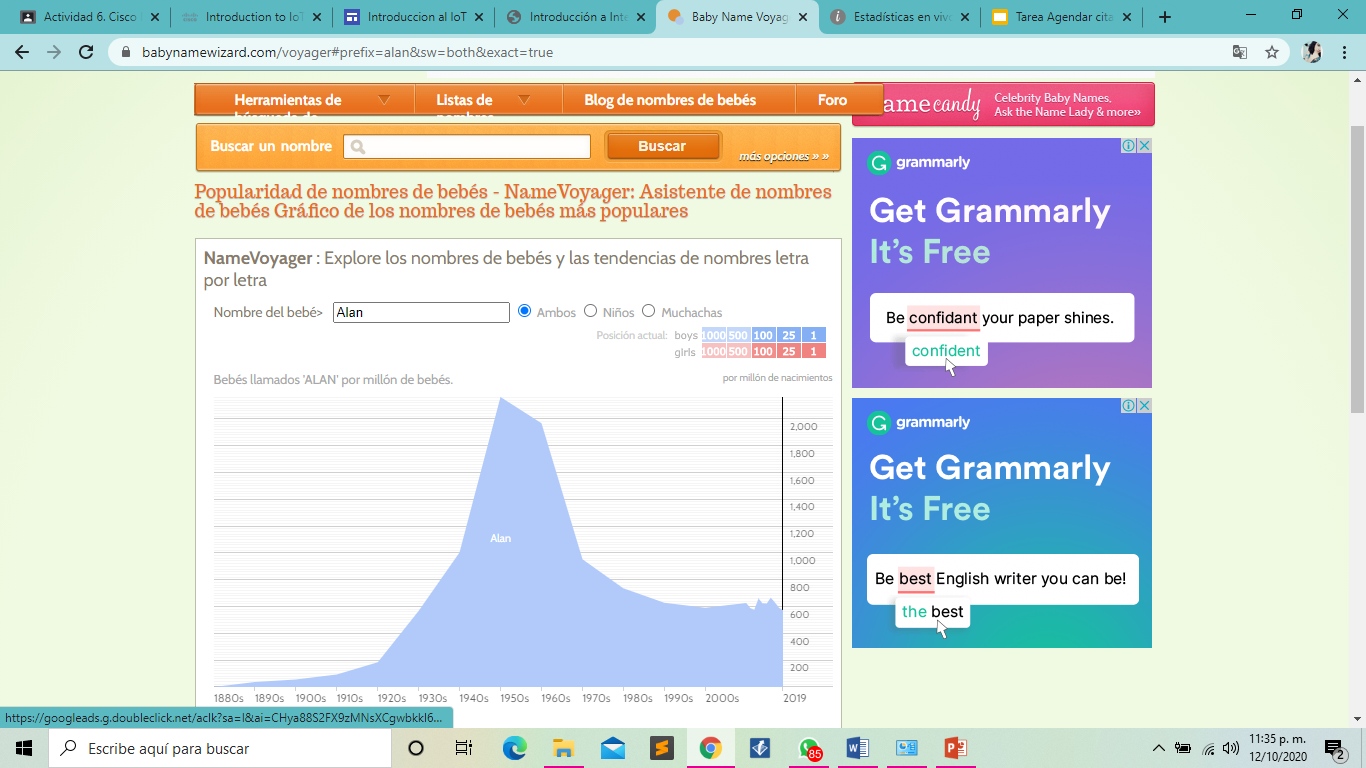 Actividad 6. Cisco
Introduction to IoT
Introduccion al IoT
Introducción a Inte
Baby Name Voyag
Estadísticas en vivo
Tarea Agendar cita
babynamewizard.com/voyager#prefix=alan&sw=both&exact=true
Herramientas de búsqueda de
Listas de nombres
Blog de nombres de bebés
Foro
name candy
Celebrity Baby Names,
Ask the Name Lady & more»
Buscar un nombre
Buscar
más opciones » »
Popularidad de nombres de bebés - NameVoyager: Asistente de nombres
de bebés Gráfico de los nombres de bebés más populares
NameVoyager : Explore los nombres de bebés y las tendencias de nombres letra
por letra
Nombre del bebé> Alan Ambos Niños Muchachas
Posición actual: boys 1000 500 100 25 1
girls 1000 500 100 25 1
Bebés llamados 'ALAN' por millón de bebés.
por millón de nacimientos
2,000
1,800
1,600
1,400
1,200
1,000
800
600
400
200
Alan
1880s 1890s 1900s 1910s 1920s 1930s 1940s 1950s 1960s 1970s 1980s 1990s 2000s 2019
grammarly
Get Grammarly
It's Free
Be confidant your paper shines.
confident
grammarly
Get Grammarly
It's Free
Be best English writer you can be!
the best
https://googleads.g.doubleclick.net/aclk?sa=l&ai=CHya88S2FX9zMNsXCgwbkkI6...
Escribe aquí para buscar
85
11:35 p. m.
12/10/2020
2